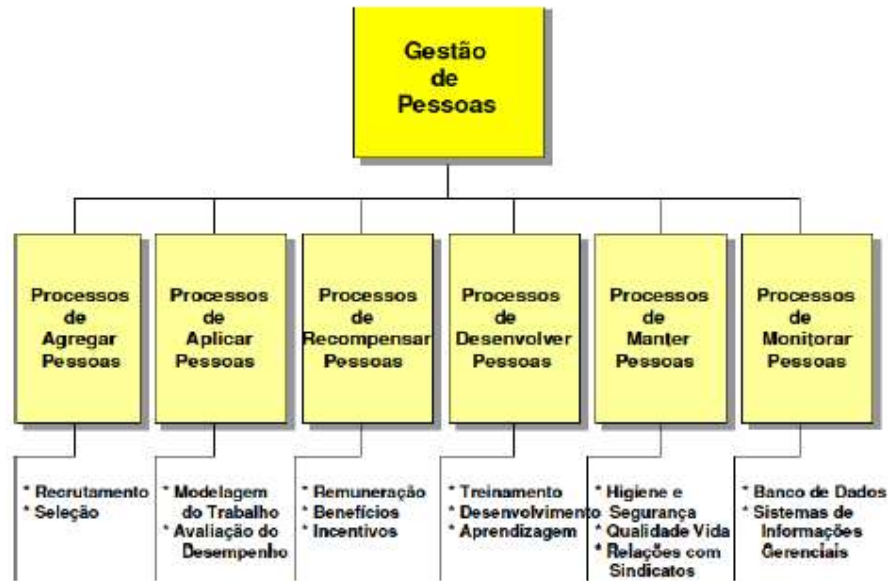 Gestão
de
Pessoas
Processos
de
Agregar
Pessoas
Processos
de
Aplicar
Pessoas
Processos
de
Recompensar
Pessoas
Processos
de
Desenvolver
Pessoas
Processos
de
Manter
Pessoas
Processos
de
Monitorar
Pessoas
* Recrutamento
* Seleção
* Modelagem
do Trabalho
* Avaliação do
Desempenho
* Remuneração
* Benefícios
* Incentivos
* Treinamento
* Desenvolvimento
* Aprendizagem
* Higiene e
Segurança
* Qualidade Vida
* Relações com
Sindicatos
* Banco de Dados
* Sistemas de
Informações
Gerenciais